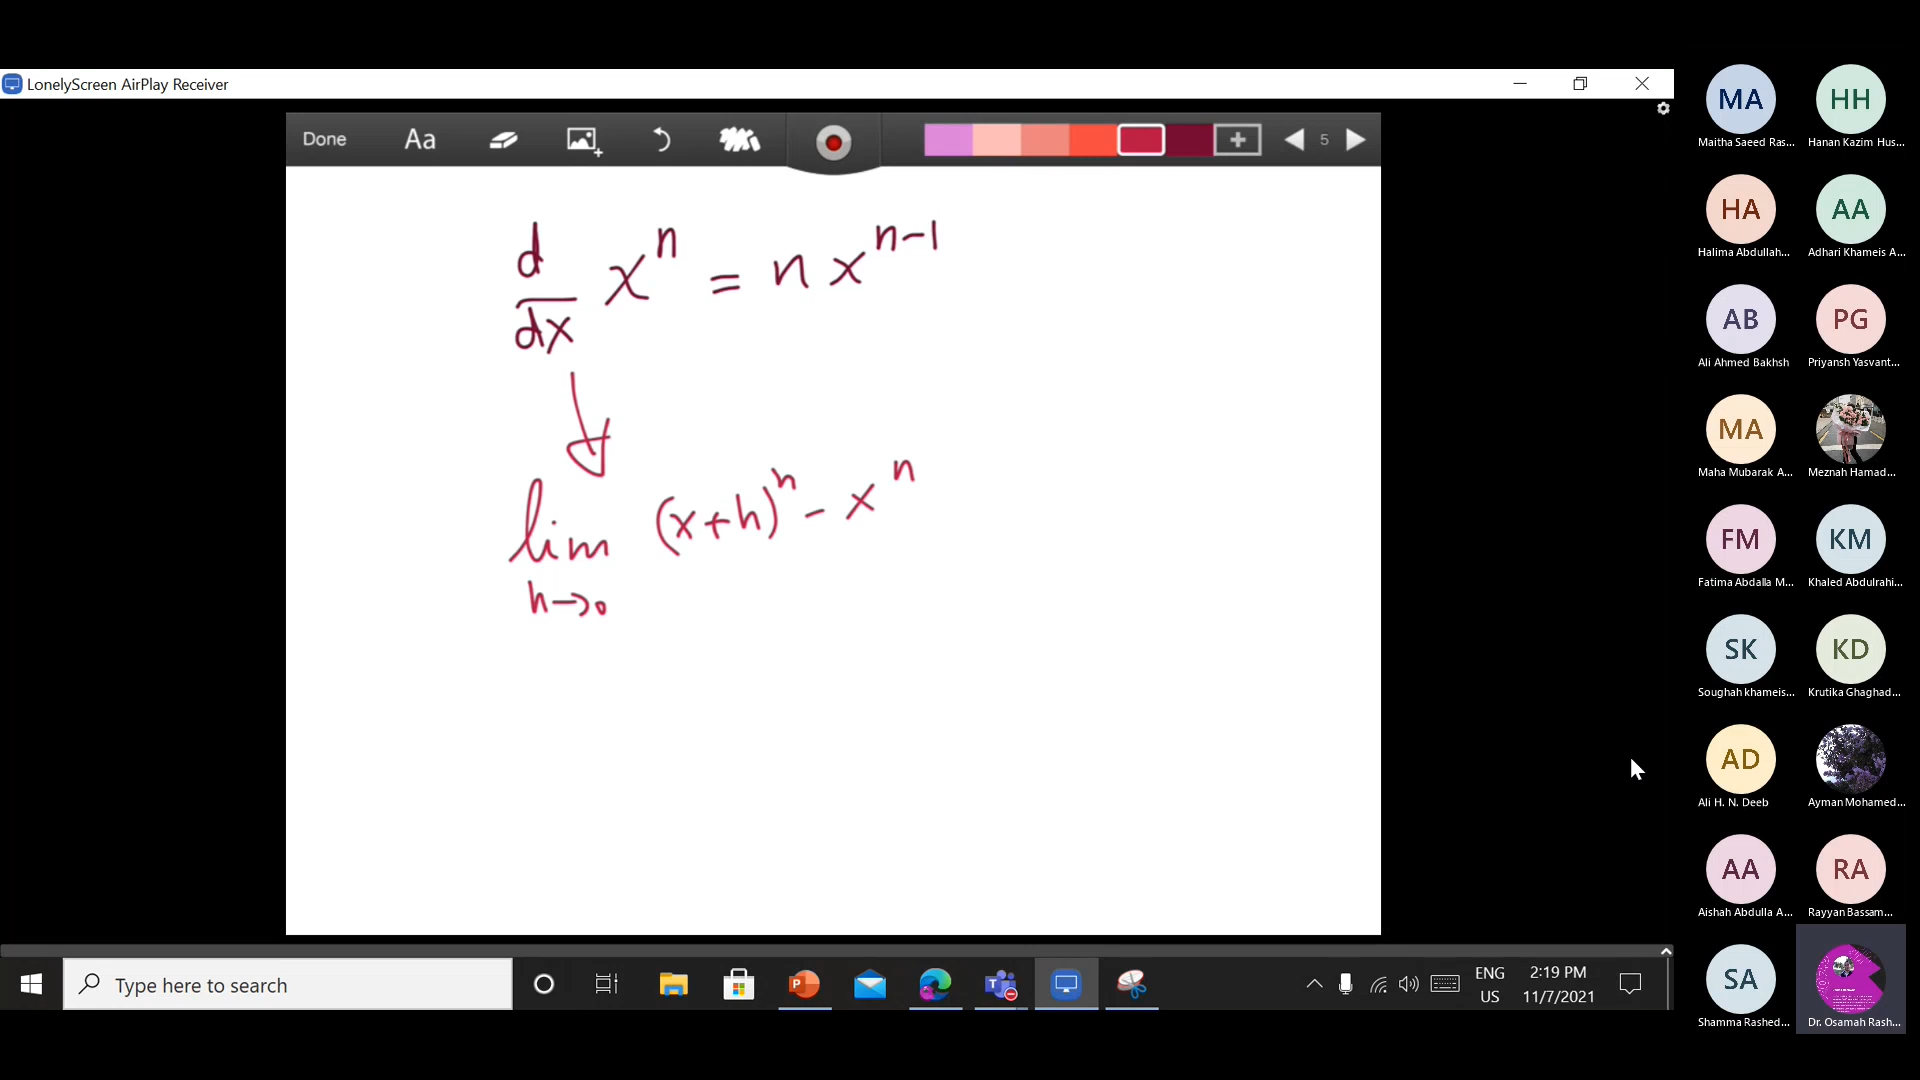 LonelyScreen AirPlay Receiver
Done Aa 5
d/dx x^n = n x^(n-1)
lim (x+h)^n - x^n
h→0
MA HH
Maitha Saeed Ras... Hanan Kazim Hus...
HA AA
Halima Abdullah... Adhari Khameis A...
AB PG
Ali Ahmed Bakhsh Priyansh Yasvant...
MA
Maha Mubarak A... Meznah Hamad...
FM KM
Fatima Abdalla M... Khaled Abdulrahi...
SK KD
Soughah khameis... Krutika Ghaghad...
AD
Ali H. N. Deeb Ayman Mohamed...
AA RA
Aishah Abdulla A... Rayyan Bassam...
SA
Shamma Rashed... Dr. Osamah Rash...
Type here to search
ENG 2:19 PM
US 11/7/2021